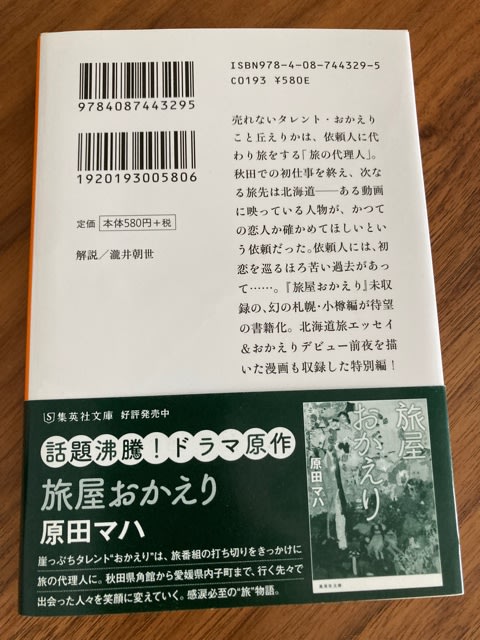 ISBN978-4-08-744329-5
C0193 ¥580E
9784087443295
1920193005806
定価 本体580円+税
解説/瀧井朝世
売れないタレント・おかえり
こと丘えりかは、依頼人に代
わり旅をする「旅の代理人」。
秋田での初仕事を終え、次な
る旅先は北海道――ある動画
に映っている人物が、かつて
の恋人か確かめてほしいとい
う依頼だった。依頼人には、初
恋を巡るほろ苦い過去があっ
て……。『旅屋おかえり』未収
録の、幻の札幌・小樽編が待望
の書籍化。北海道旅エッセイ
&おかえりデビュー前夜を描
いた漫画も収録した特別編!
S 集英社文庫 好評発売中
話題沸騰!ドラマ原作
旅屋おかえり
原田マハ
崖っぷちタレント“おかえり”は、旅番組の打ち切りをきっかけに
旅の代理人に。秋田県角館から愛媛県内子町まで、行く先々で
出会った人々を笑顔に変えていく。感涙必至の“旅”物語。
旅屋
おかえり
原田マハ
集英社文庫